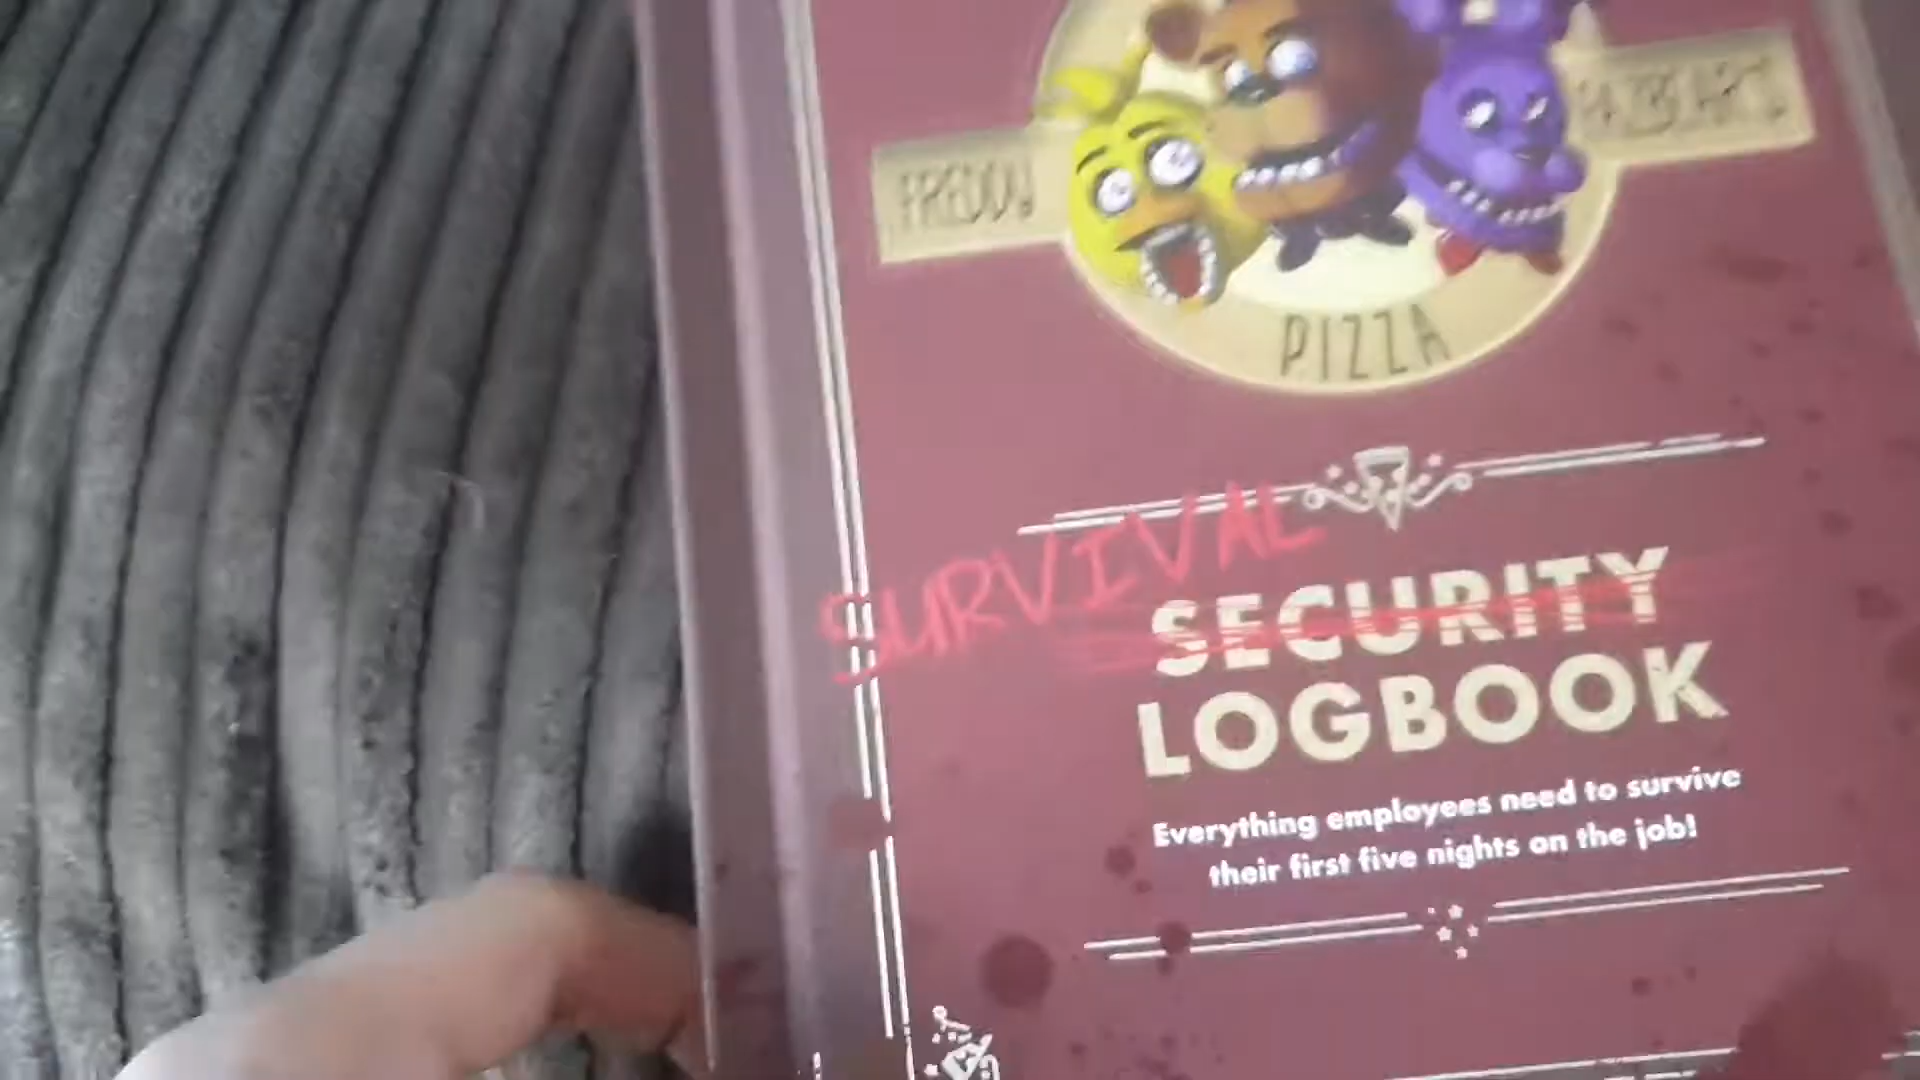 FREDDY FAZBEAR'S
PIZZA
SURVIVAL
SECURITY
LOGBOOK
Everything employees need to survive
their first five nights on the job!